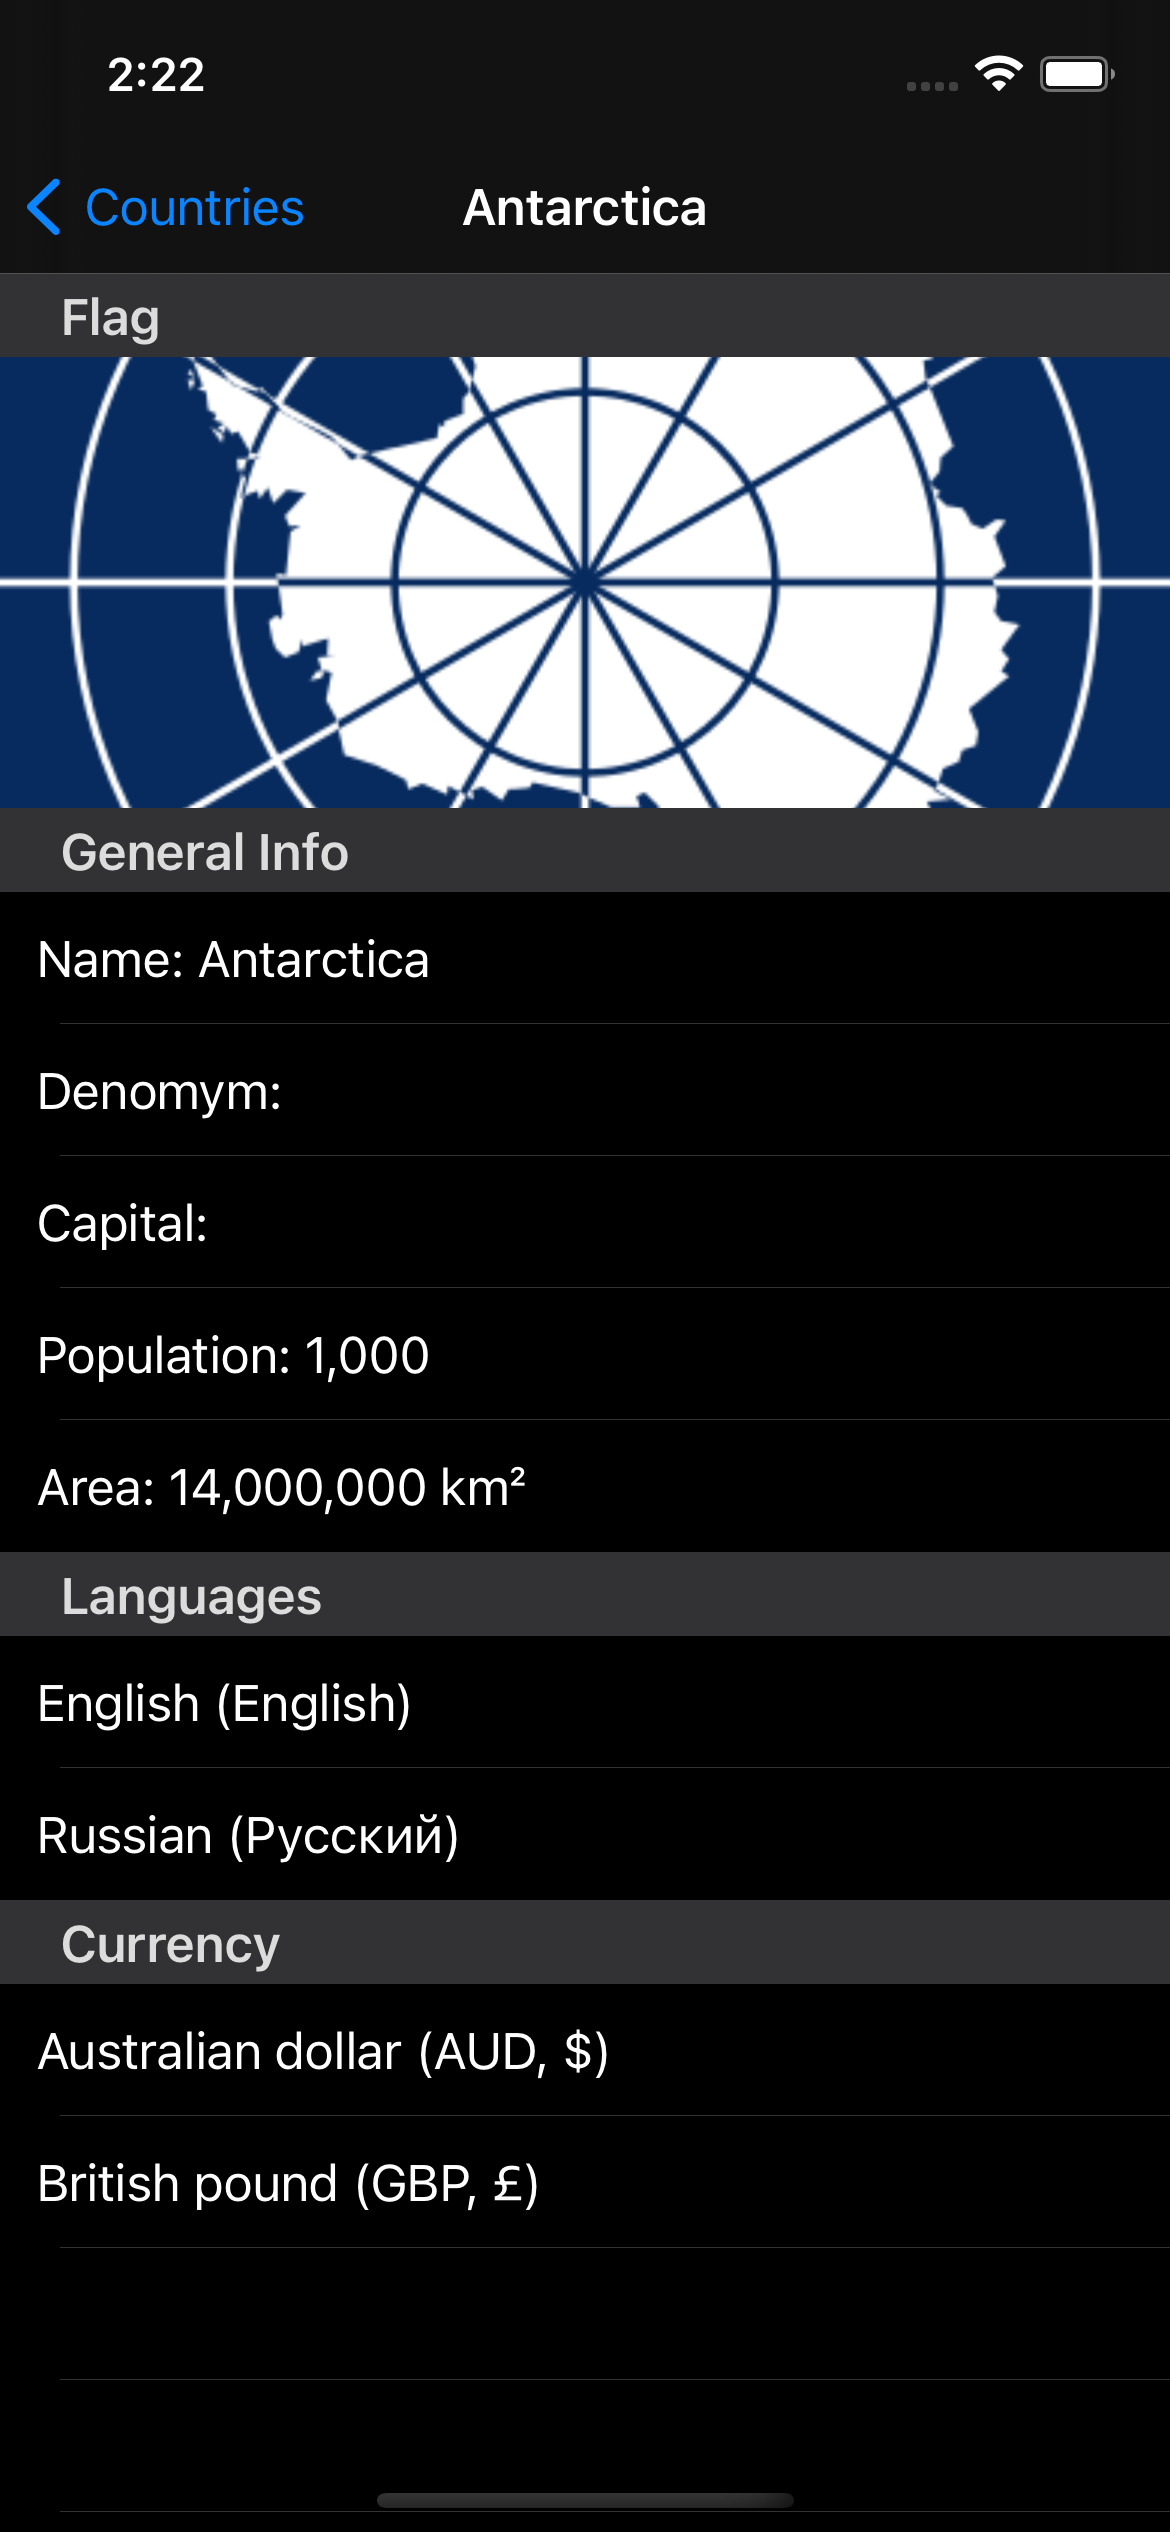 2:22
Countries
Antarctica
Flag
General Info
Name: Antarctica
Denomym:
Capital:
Population: 1,000
Area: 14,000,000 km²
Languages
English (English)
Russian (Русский)
Currency
Australian dollar (AUD, $)
British pound (GBP, £)